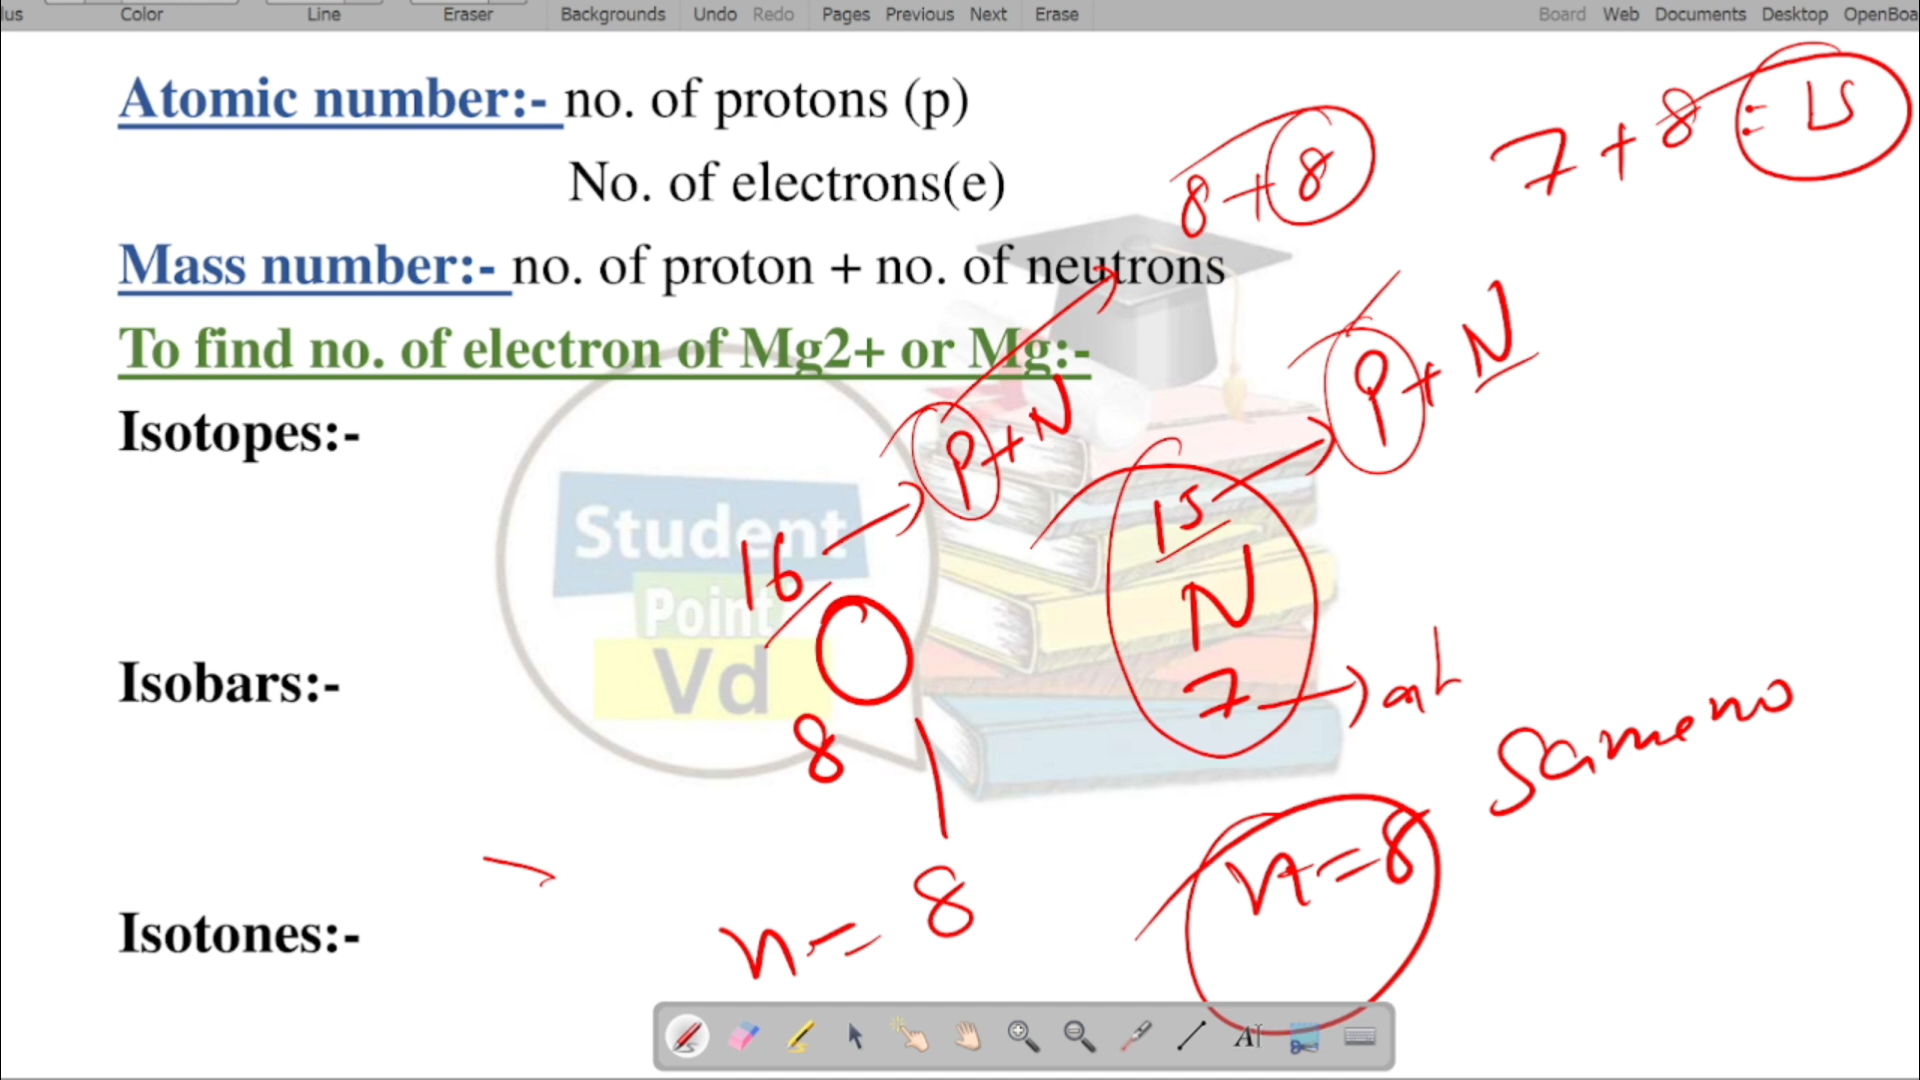 lus Color Line Eraser Backgrounds Undo Redo Pages Previous Next Erase Board Web Documents Desktop OpenBoa
Atomic number:- no. of protons (p)
8 + 8
7 + 8 = 15
No. of electrons(e)
Mass number:- no. of proton + no. of neutrons
To find no. of electron of Mg2+ or Mg:-
P + N
P + N
Isotopes:-
Student
Point
Vd
16
O
8
15
N
7
Isobars:-
Same no
n = 8
n = 8
Isotones:-